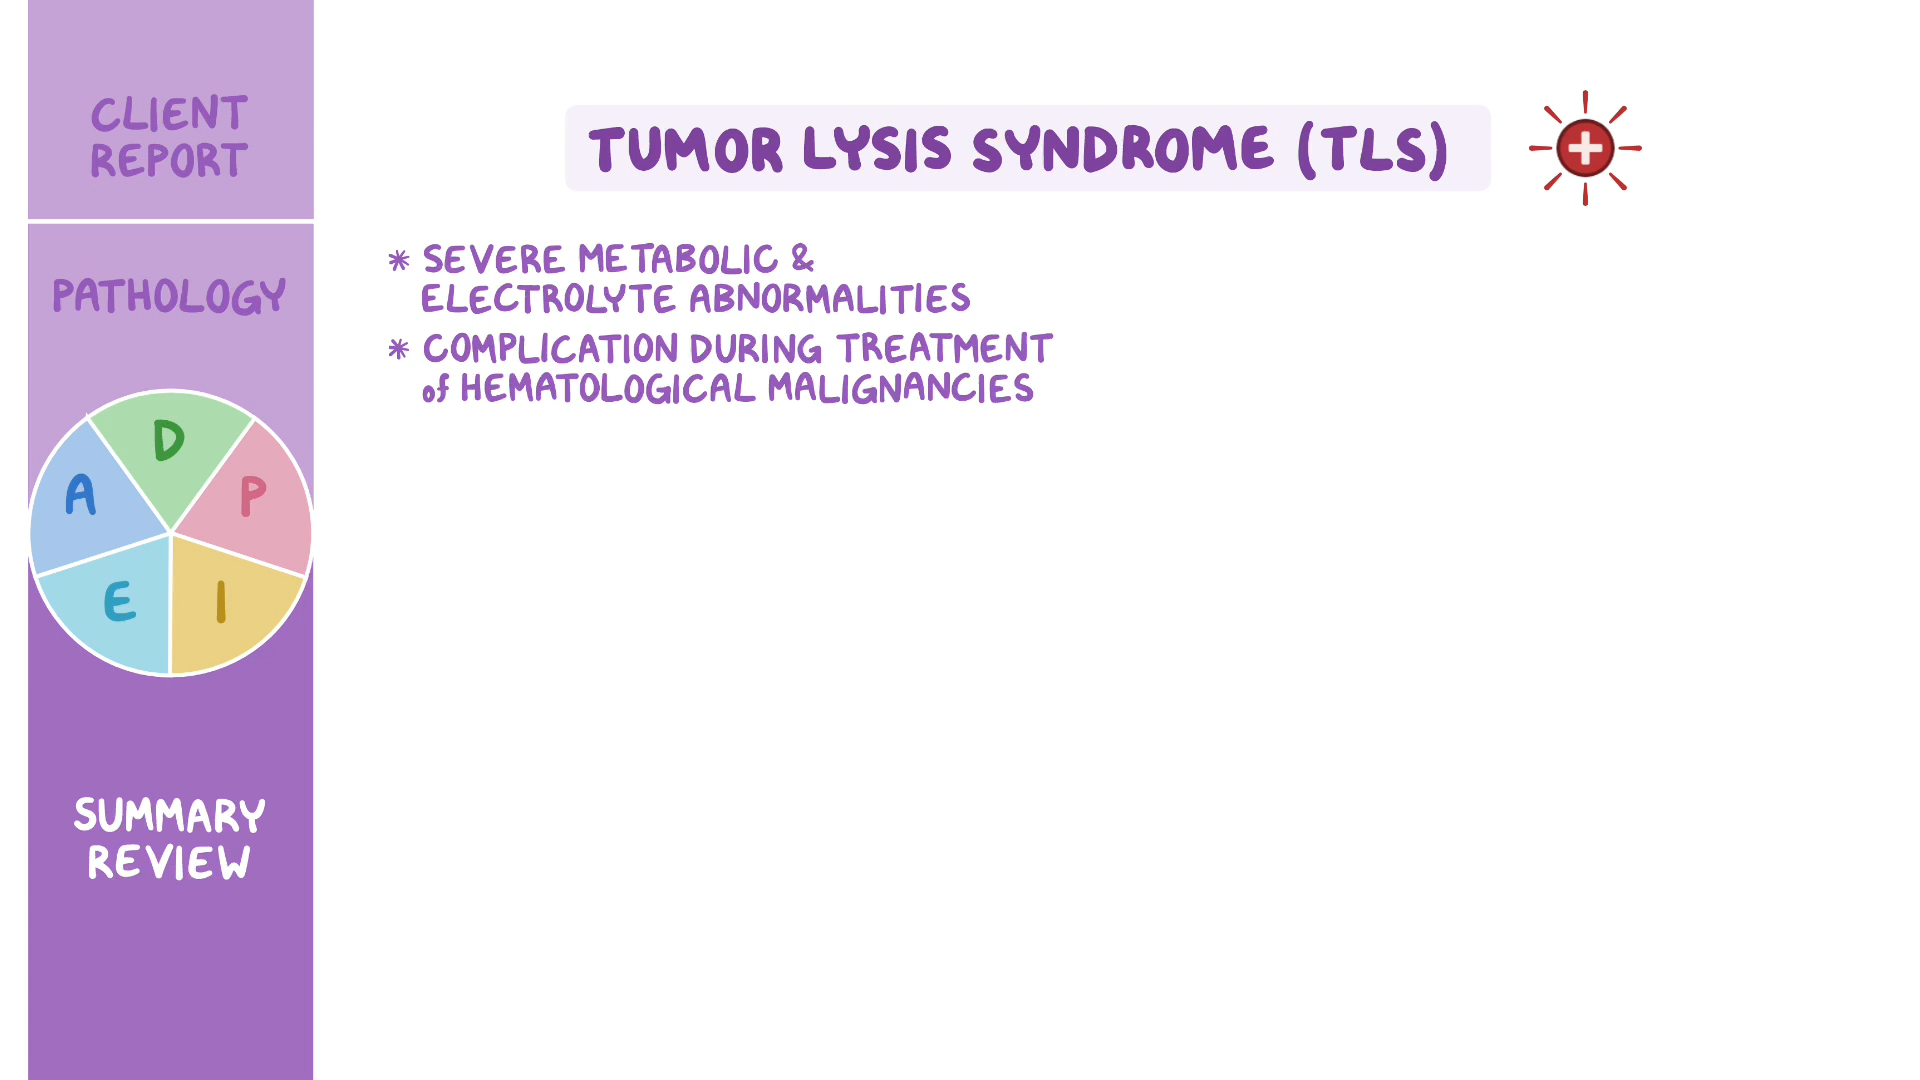 CLIENT
REPORT
PATHOLOGY
D
A
P
E
I
SUMMARY
REVIEW
TUMOR LYSIS SYNDROME (TLS)
* SEVERE METABOLIC &
ELECTROLYTE ABNORMALITIES
* COMPLICATION DURING TREATMENT
of HEMATOLOGICAL MALIGNANCIES